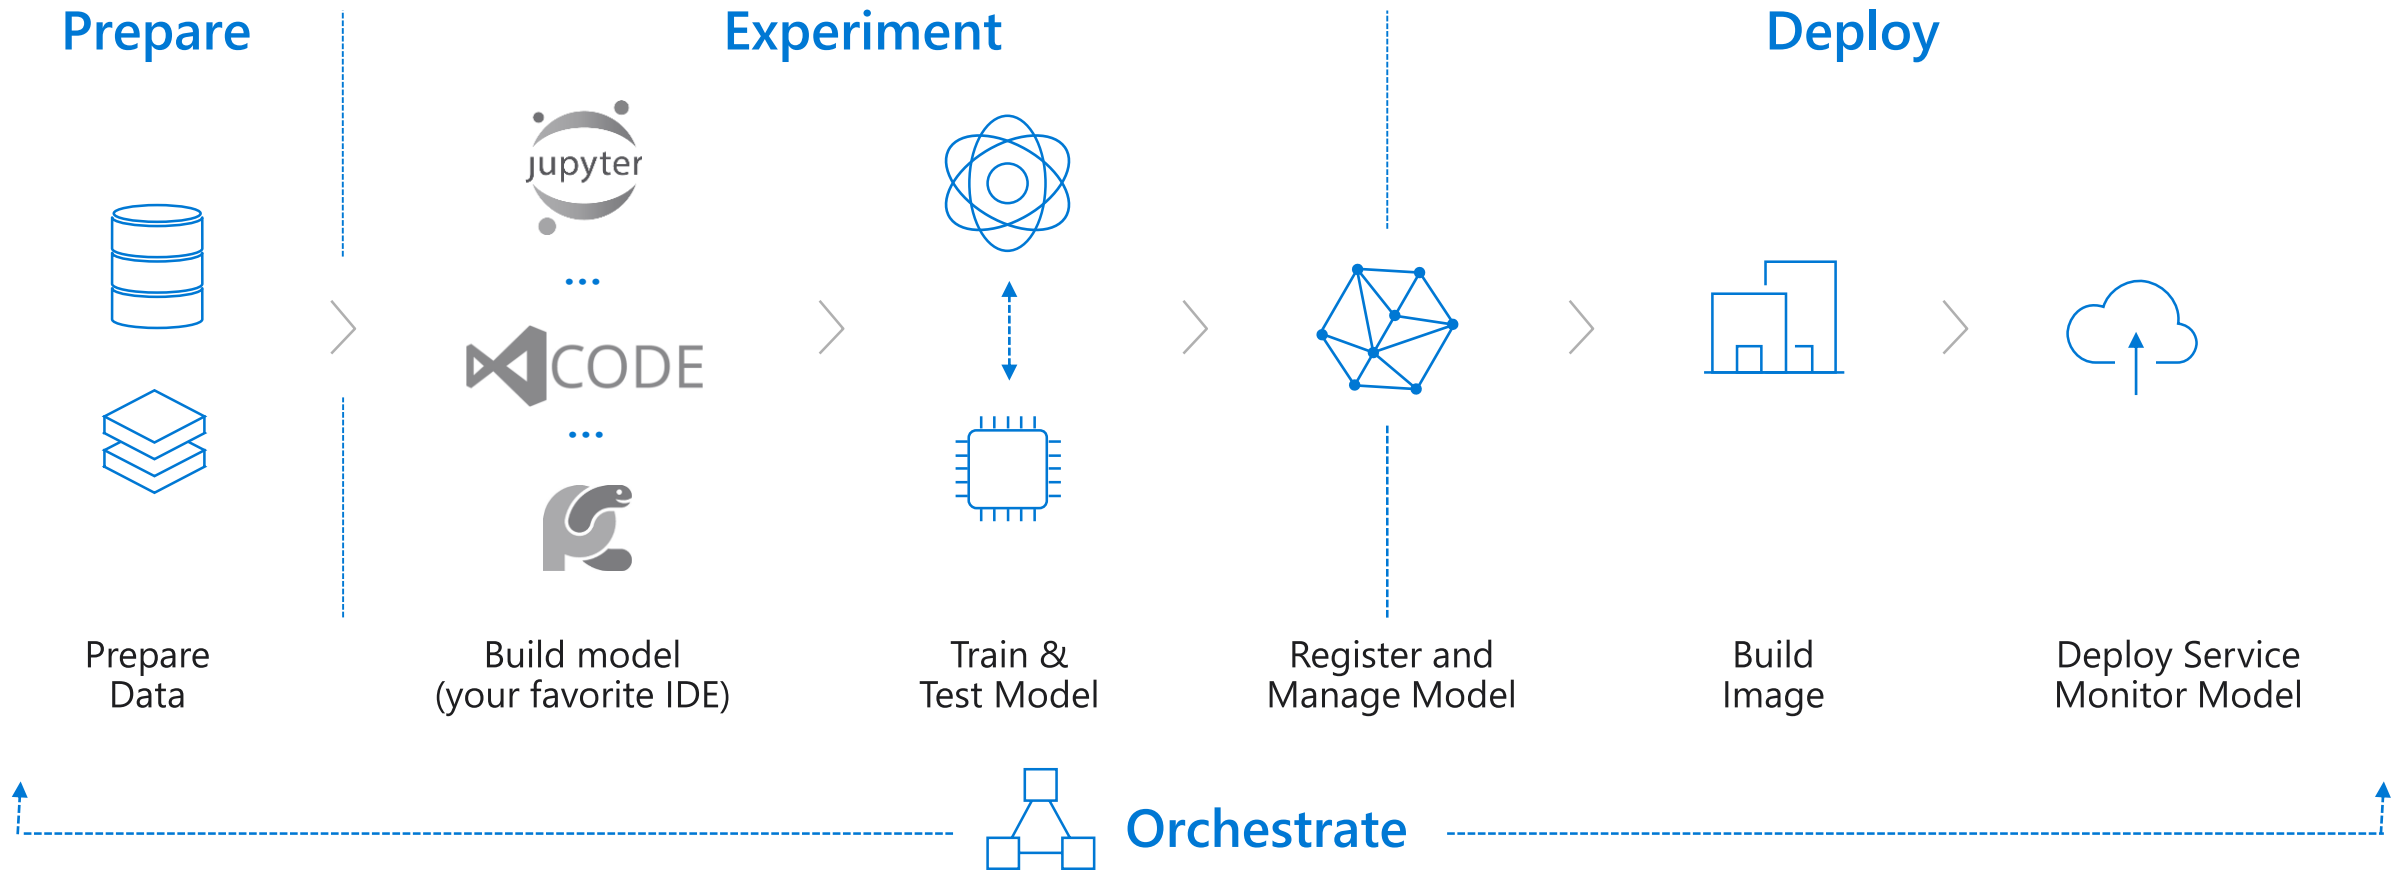 Prepare
Experiment
Deploy
jupyter
...
CODE
...
Prepare
Data
Build model
(your favorite IDE)
Train &
Test Model
Register and
Manage Model
Build
Image
Deploy Service
Monitor Model
Orchestrate